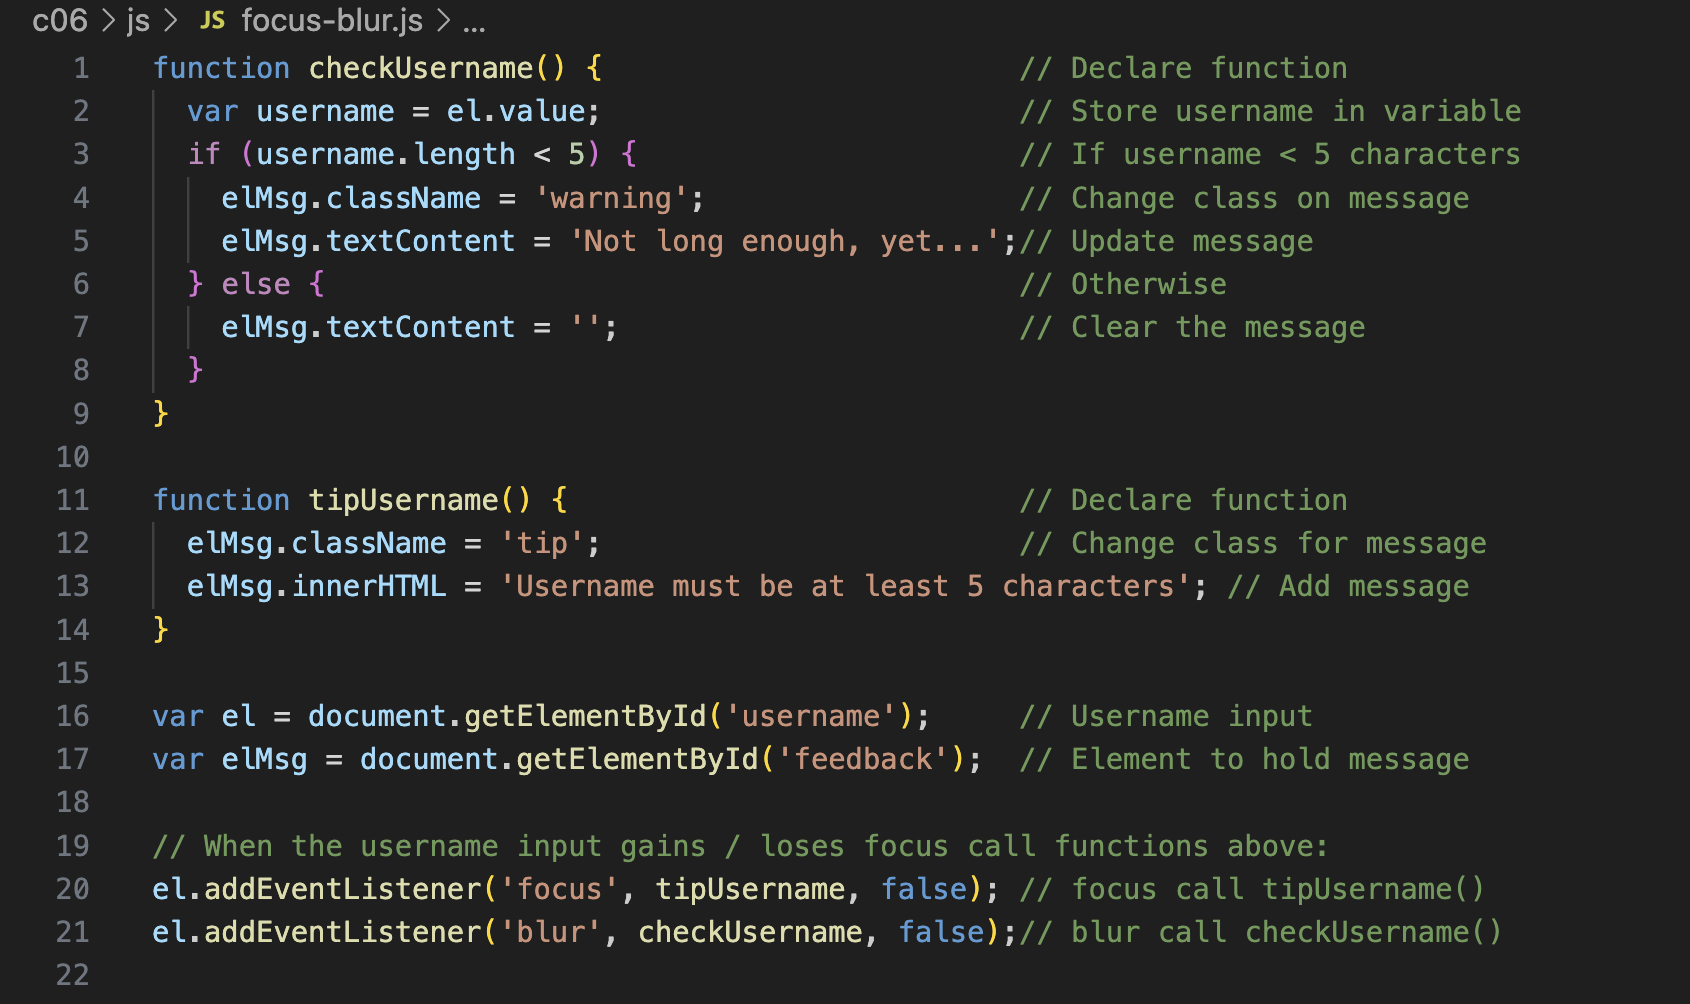 c06 > js > JS focus-blur.js > ...
1 function checkUsername() { // Declare function
2 var username = el.value; // Store username in variable
3 if (username.length < 5) { // If username < 5 characters
4 elMsg.className = 'warning'; // Change class on message
5 elMsg.textContent = 'Not long enough, yet...';// Update message
6 } else { // Otherwise
7 elMsg.textContent = ''; // Clear the message
8 }
9 }
10
11 function tipUsername() { // Declare function
12 elMsg.className = 'tip'; // Change class for message
13 elMsg.innerHTML = 'Username must be at least 5 characters'; // Add message
14 }
15
16 var el = document.getElementById('username'); // Username input
17 var elMsg = document.getElementById('feedback'); // Element to hold message
18
19 // When the username input gains / loses focus call functions above:
20 el.addEventListener('focus', tipUsername, false); // focus call tipUsername()
21 el.addEventListener('blur', checkUsername, false);// blur call checkUsername()
22